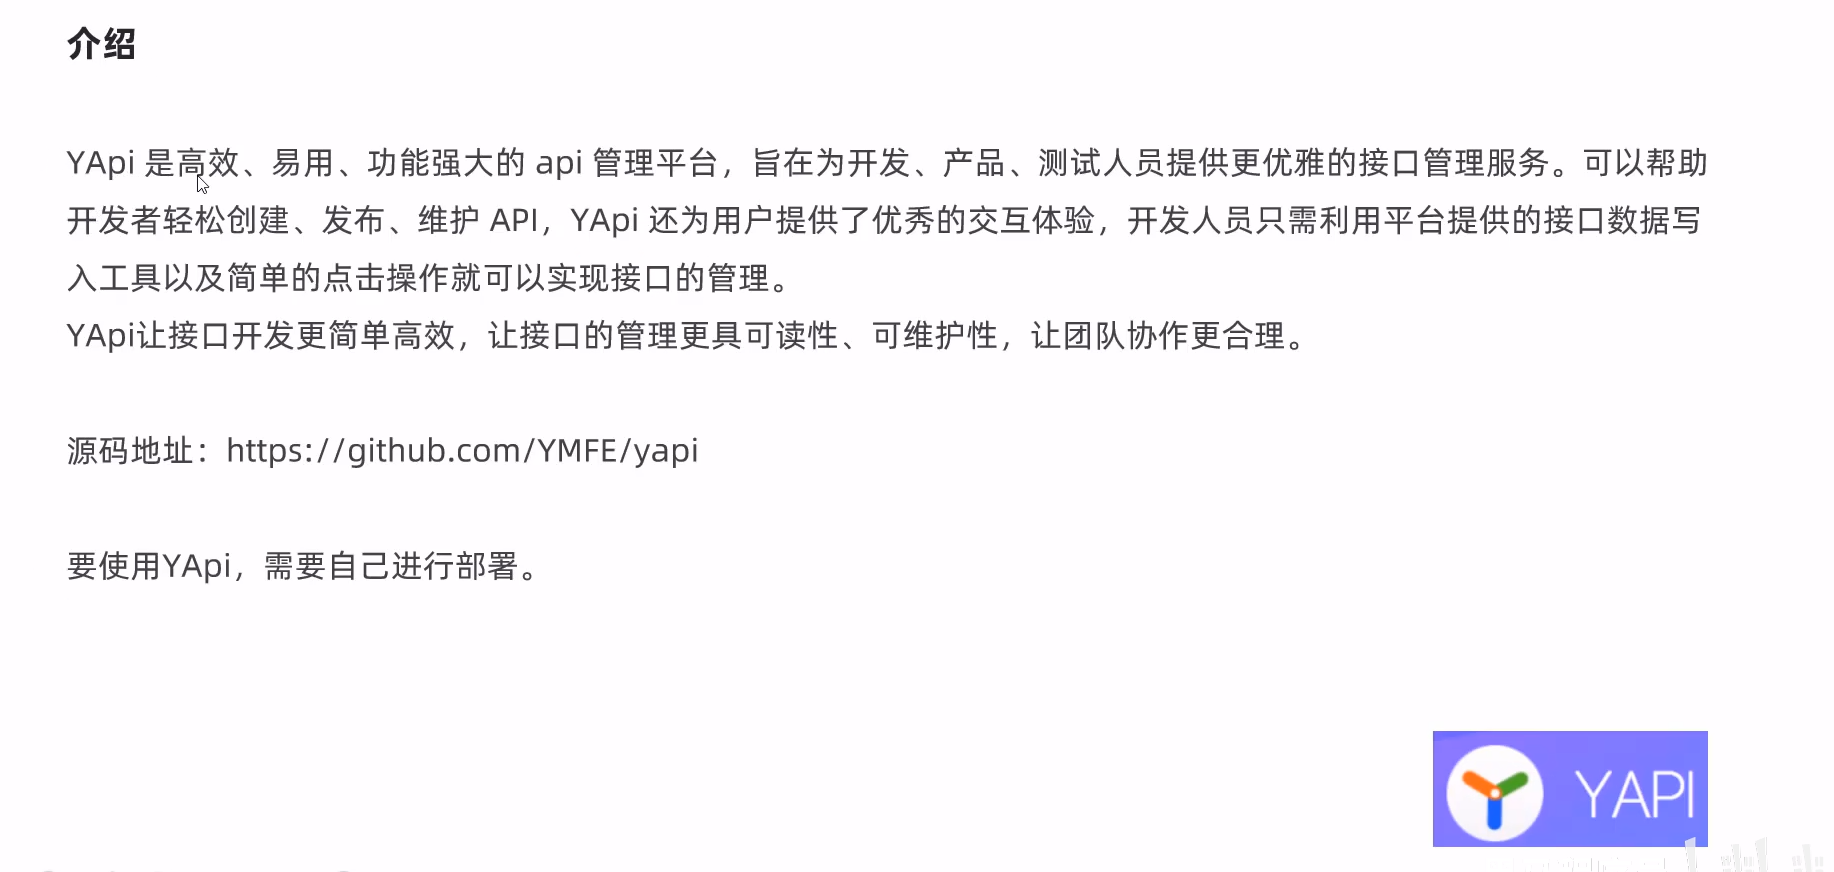 介绍
YApi 是高效、易用、功能强大的 api 管理平台，旨在为开发、产品、测试人员提供更优雅的接口管理服务。可以帮助
开发者轻松创建、发布、维护 API，YApi 还为用户提供了优秀的交互体验，开发人员只需利用平台提供的接口数据写
入工具以及简单的点击操作就可以实现接口的管理。
YApi让接口开发更简单高效，让接口的管理更具可读性、可维护性，让团队协作更合理。
源码地址：https://github.com/YMFE/yapi
要使用YApi，需要自己进行部署。
YAPI